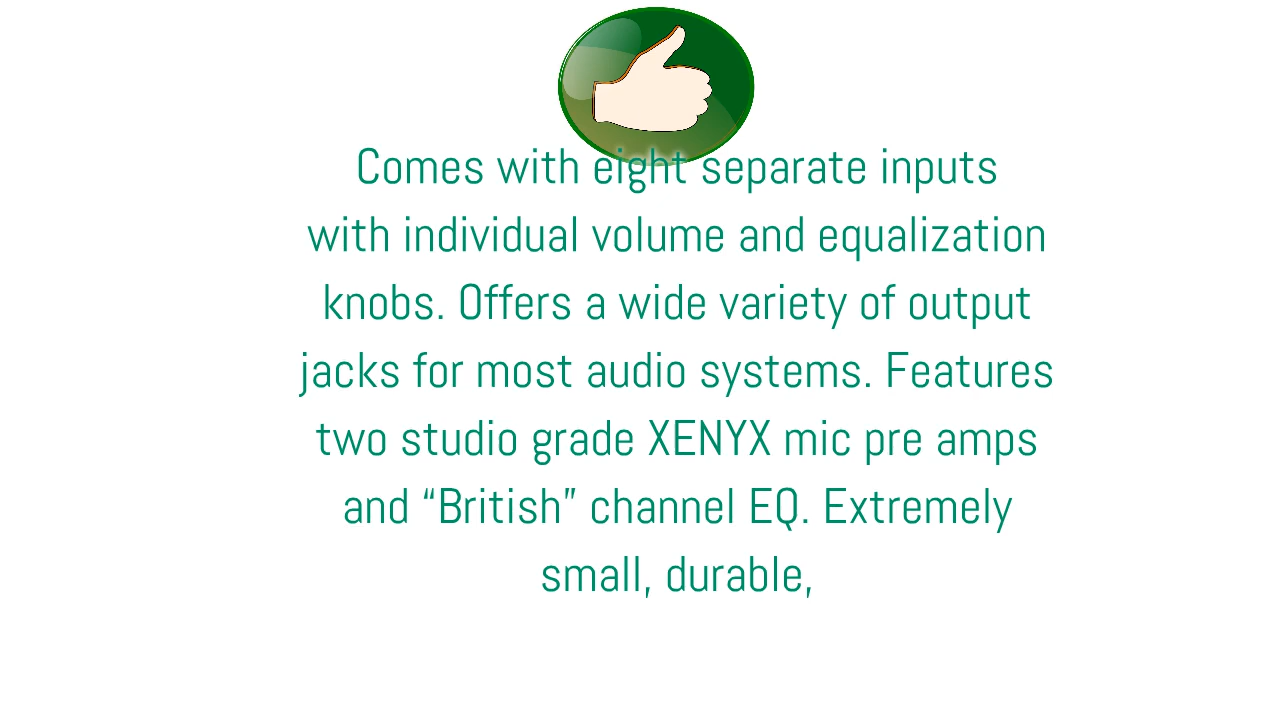 Comes with eight separate inputs
with individual volume and equalization
knobs. Offers a wide variety of output
jacks for most audio systems. Features
two studio grade XENYX mic pre amps
and “British” channel EQ. Extremely
small, durable,